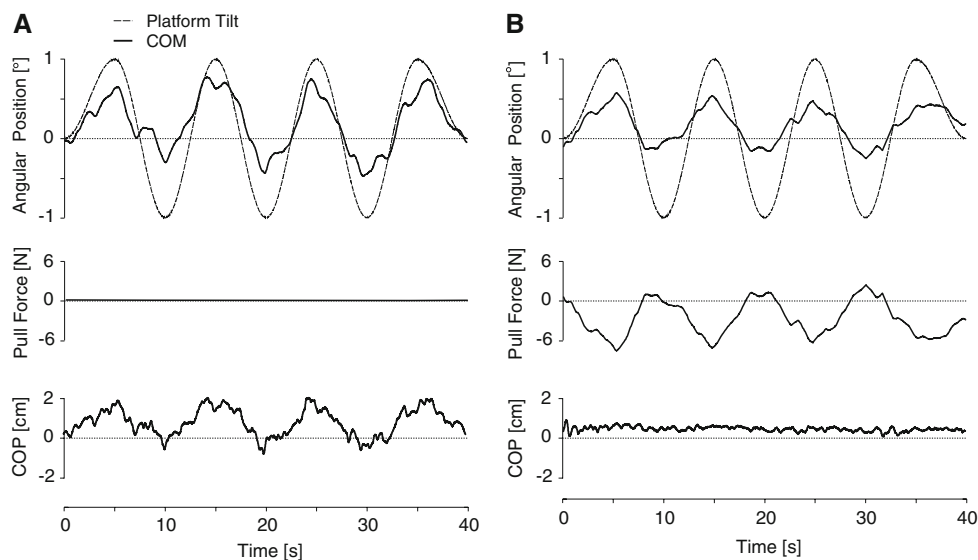 A
Platform Tilt
COM
B
Angular Position [°]
1
0
-1
Angular Position [°]
1
0
-1
Pull Force [N]
6
0
-6
Pull Force [N]
6
0
-6
COP [cm]
2
0
-2
COP [cm]
2
0
-2
0 10 20 30 40
Time [s]
0 10 20 30 40
Time [s]